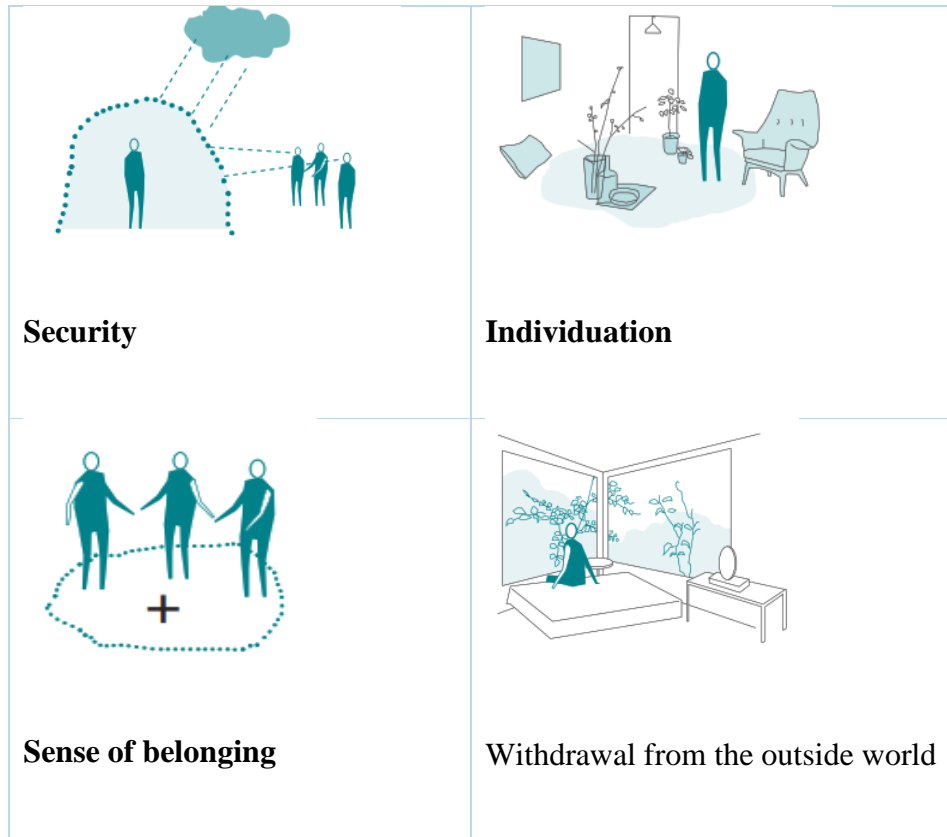 Security
Individuation
Sense of belonging
Withdrawal from the outside world